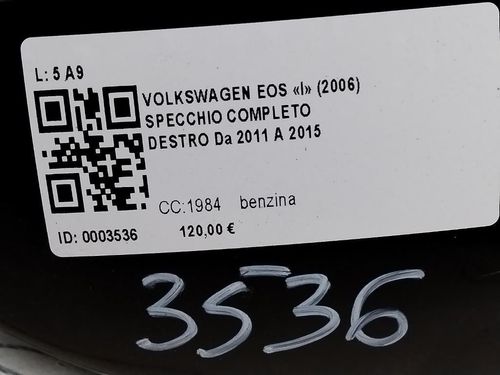 L: 5 A9
VOLKSWAGEN EOS «I» (2006)
SPECCHIO COMPLETO
DESTRO Da 2011 A 2015
CC:1984 benzina
ID: 0003536 120,00 €
3536